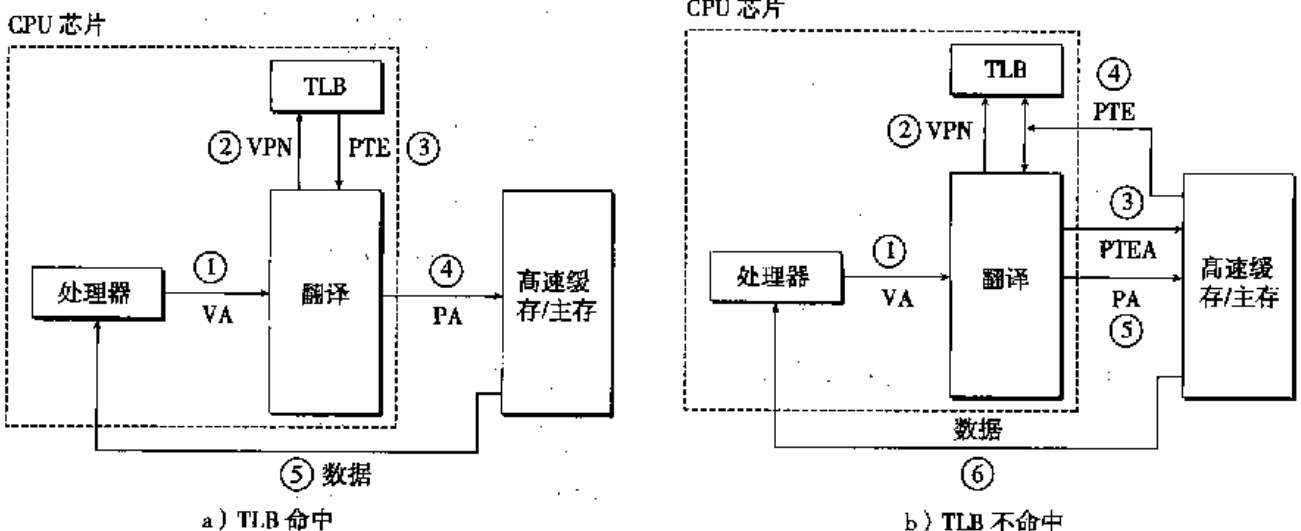 CPU 芯片
TLB
② VPN
PTE ③
①
处理器
VA
翻译
④
PA
高速缓
存/主存
⑤ 数据
a) TLB 命中
CPU 芯片
TLB
④
② VPN
PTE
①
处理器
VA
翻译
③
PTEA
PA
⑤
高速缓
存/主存
数据
⑥
b) TLB 不命中